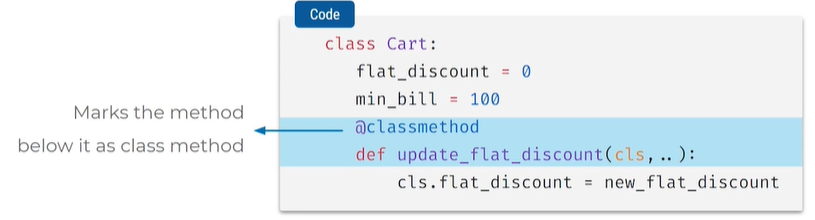 Code
class Cart:
    flat_discount = 0
    min_bill = 100
    @classmethod
    def update_flat_discount(cls,..):
        cls.flat_discount = new_flat_discount
Marks the method
below it as class method